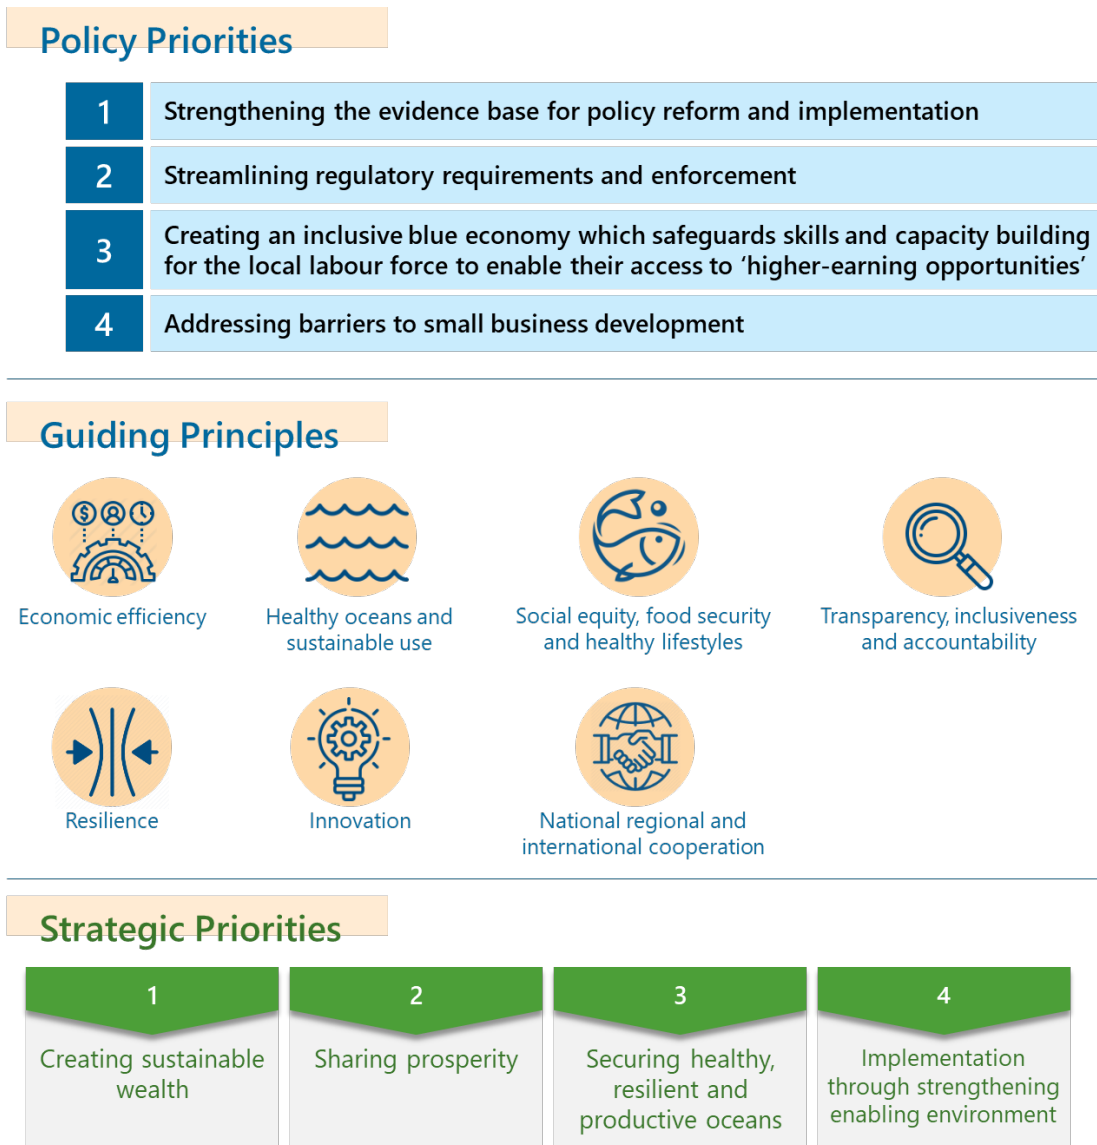 Policy Priorities
1
Strengthening the evidence base for policy reform and implementation
2
Streamlining regulatory requirements and enforcement
3
Creating an inclusive blue economy which safeguards skills and capacity building
for the local labour force to enable their access to ‘higher-earning opportunities’
4
Addressing barriers to small business development
Guiding Principles
$
Economic efficiency
Healthy oceans and
sustainable use
Social equity, food security
and healthy lifestyles
Transparency, inclusiveness
and accountability
Resilience
Innovation
National regional and
international cooperation
Strategic Priorities
1
Creating sustainable
wealth
2
Sharing prosperity
3
Securing healthy,
resilient and
productive oceans
4
Implementation
through strengthening
enabling environment